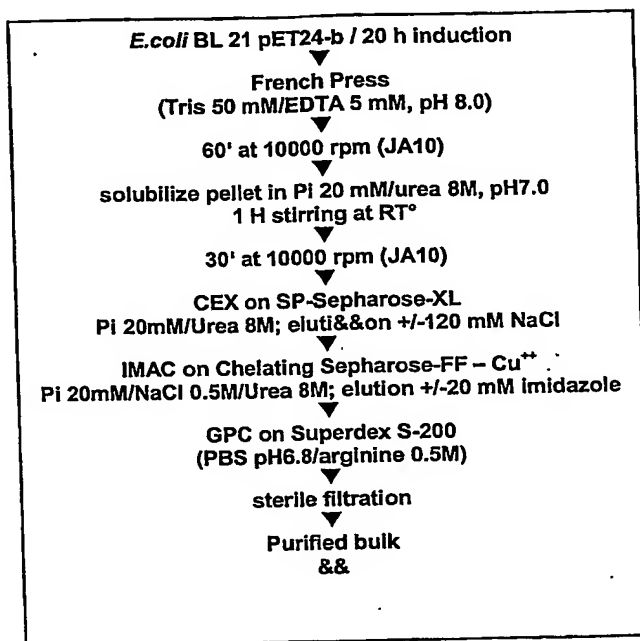 E.coli BL 21 pET24-b / 20 h induction
French Press
(Tris 50 mM/EDTA 5 mM, pH 8.0)
60' at 10000 rpm (JA10)
solubilize pellet in Pi 20 mM/urea 8M, pH7.0
1 H stirring at RT°
30' at 10000 rpm (JA10)
CEX on SP-Sepharose-XL
Pi 20mM/Urea 8M; eluti&&on +/-120 mM NaCl
IMAC on Chelating Sepharose-FF – Cu⁺⁺
Pi 20mM/NaCl 0.5M/Urea 8M; elution +/-20 mM imidazole
GPC on Superdex S-200
(PBS pH6.8/arginine 0.5M)
sterile filtration
Purified bulk
&&